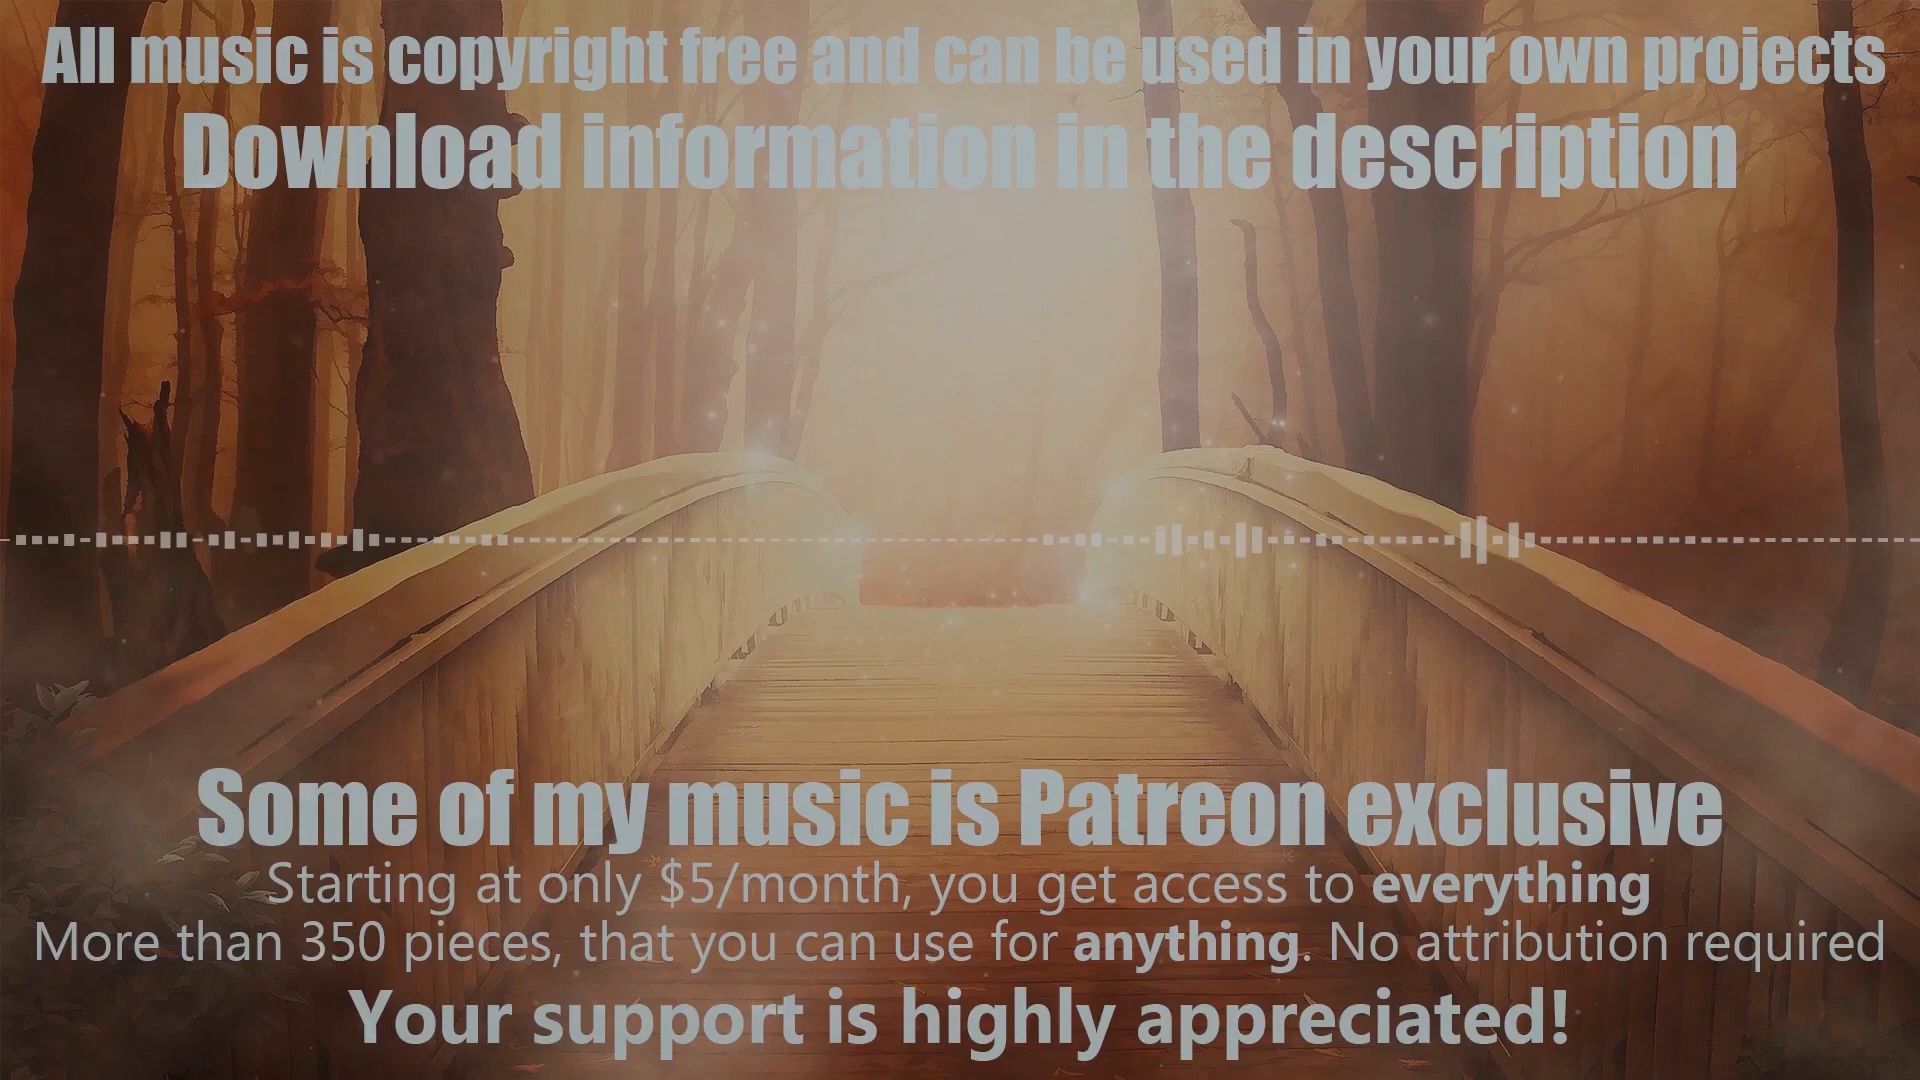 All music is copyright free and can be used in your own projects
Download information in the description
Some of my music is Patreon exclusive
Starting at only $5/month, you get access to everything
More than 350 pieces, that you can use for anything. No attribution required
Your support is highly appreciated!